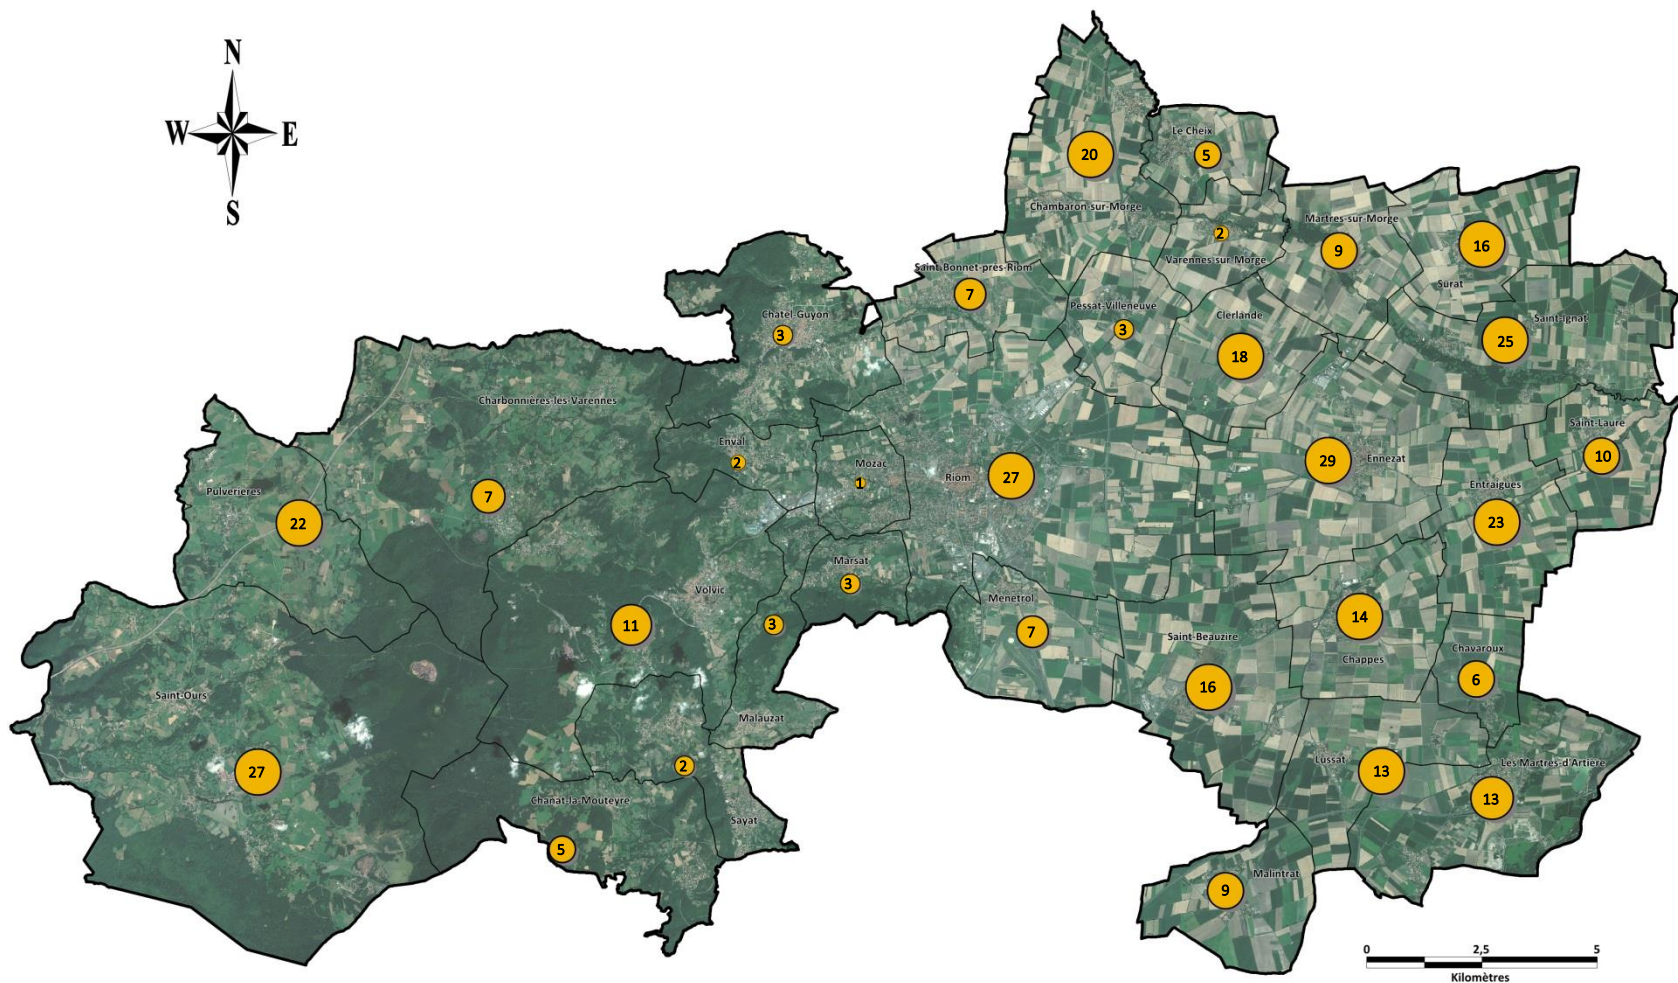 N
W
E
S
Le Cheix
20
5
Chambaron-sur-Morge
Martres-sur-Morge
2
9
16
Varennes-sur-Morge
Saint-Bonnet-près-Riom
Surat
7
Pessat-Villeneuve
Chatel-Guyon
Clerlande
Saint-Ignat
3
3
25
18
Charbonnières-les-Varennes
Saint-Laure
Enval
2
Mozac
29
Ennezat
10
Pulverières
7
1
Riom
27
Entraigues
22
23
Marsat
3
Volvic
Menetrol
14
11
3
7
Saint-Beauzire
Chavaroux
Chappes
6
Saint-Ours
16
Malauzat
27
2
Lussat
13
Les Martres-d'Artière
Chanat-la-Mouteyre
13
Sayat
5
9
Malintrat
0
2,5
5
Kilomètres